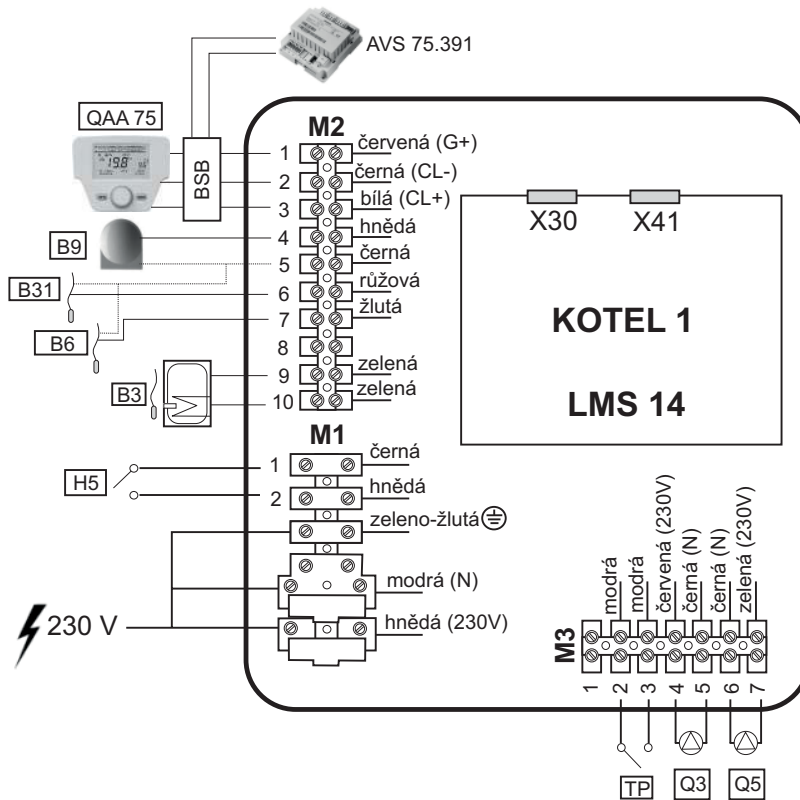 AVS 75.391
QAA 75
19.8
BSB
M2
1 červená (G+)
2 černá (CL-)
3 bílá (CL+)
B9
4 hnědá
5 černá
B31
6 růžová
B6
7 žlutá
8
B3
9 zelená
10 zelená
X30 X41
KOTEL 1
LMS 14
M1
H5
1 černá
2 hnědá
zeleno-žlutá
modrá (N)
230 V
hnědá (230V)
modrá
modrá
červená (230V)
černá (N)
černá (N)
zelená (230V)
M3
1 2 3 4 5 6 7
TP Q3 Q5